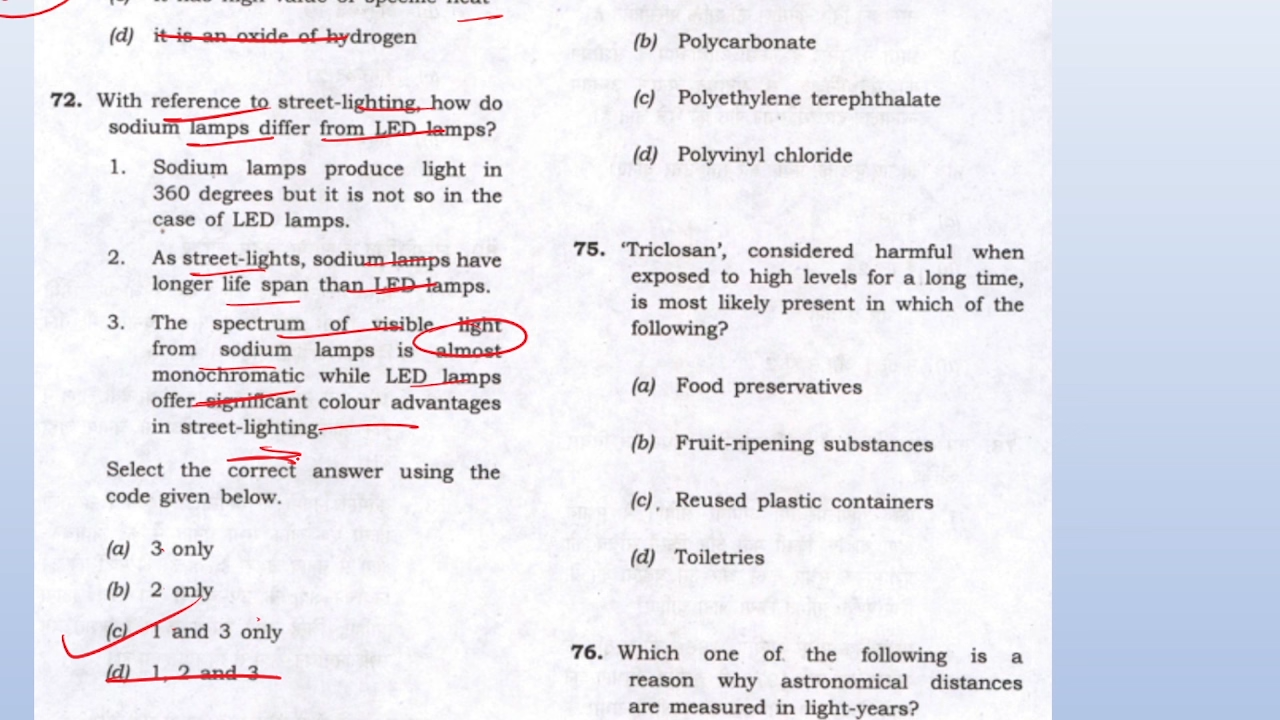 (c) it has high value of specific heat
(d) it is an oxide of hydrogen
72. With reference to street-lighting, how do
sodium lamps differ from LED lamps?
1. Sodium lamps produce light in
360 degrees but it is not so in the
case of LED lamps.
2. As street-lights, sodium lamps have
longer life span than LED lamps.
3. The spectrum of visible light
from sodium lamps is almost
monochromatic while LED lamps
offer significant colour advantages
in street-lighting.
Select the correct answer using the
code given below.
(a) 3 only
(b) 2 only
(c) 1 and 3 only
(d) 1, 2 and 3
(b) Polycarbonate
(c) Polyethylene terephthalate
(d) Polyvinyl chloride
75. ‘Triclosan’, considered harmful when
exposed to high levels for a long time,
is most likely present in which of the
following?
(a) Food preservatives
(b) Fruit-ripening substances
(c) Reused plastic containers
(d) Toiletries
76. Which one of the following is a
reason why astronomical distances
are measured in light-years?